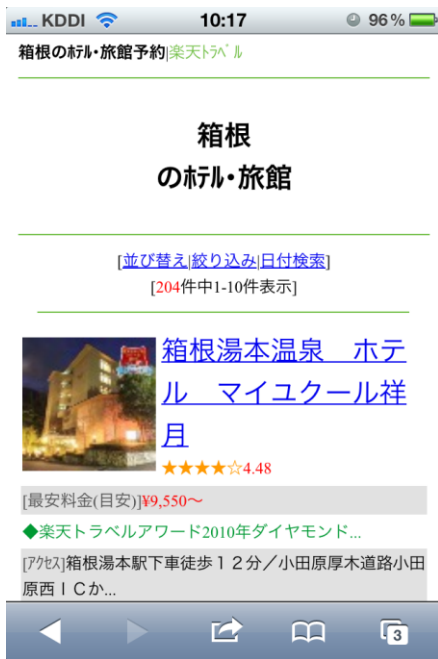 KDDI 10:17 96%
箱根のﾎﾃﾙ・旅館予約|楽天ﾄﾗﾍﾞﾙ
箱根
のﾎﾃﾙ・旅館
[並び替え|絞り込み|日付検索]
[204件中1-10件表示]
箱根湯本温泉　ホテ
ル　マイユクール祥
月
★★★★☆4.48
[最安料金(目安)]¥9,550〜
◆楽天トラベルアワード2010年ダイヤモンド...
[ｱｸｾｽ]箱根湯本駅下車徒歩１２分／小田原厚木道路小田
原西ＩＣか...
3